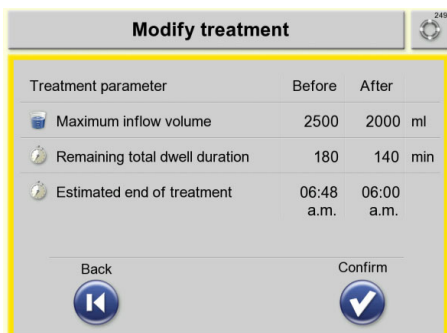 Modify treatment
249
Treatment parameter Before After
Maximum inflow volume 2500 2000 ml
Remaining total dwell duration 180 140 min
Estimated end of treatment 06:48 06:00
a.m. a.m.
Back Confirm